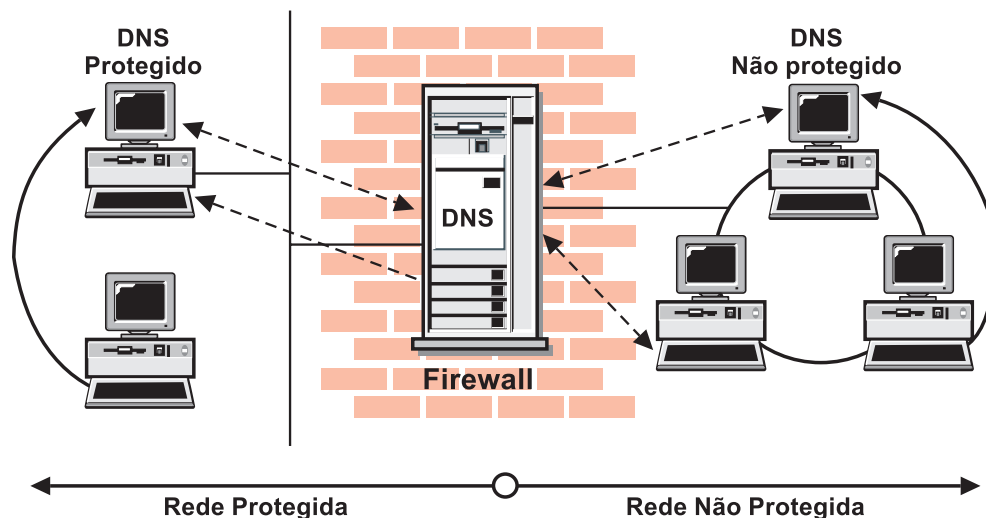 DNS
Protegido
DNS
Não protegido
DNS
Firewall
Rede Protegida
Rede Não Protegida